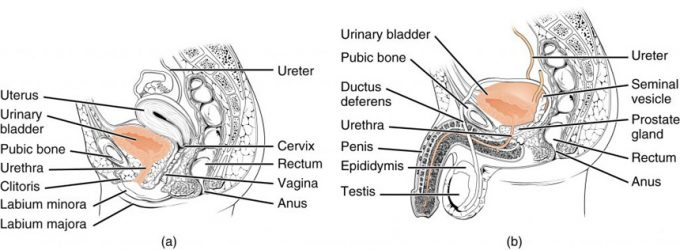 Uterus
Urinary
bladder
Pubic bone
Urethra
Clitoris
Labium minora
Labium majora
Ureter
Cervix
Rectum
Vagina
Anus
(a)
Urinary bladder
Pubic bone
Ductus
deferens
Urethra
Penis
Epididymis
Testis
Ureter
Seminal
vesicle
Prostate
gland
Rectum
Anus
(b)